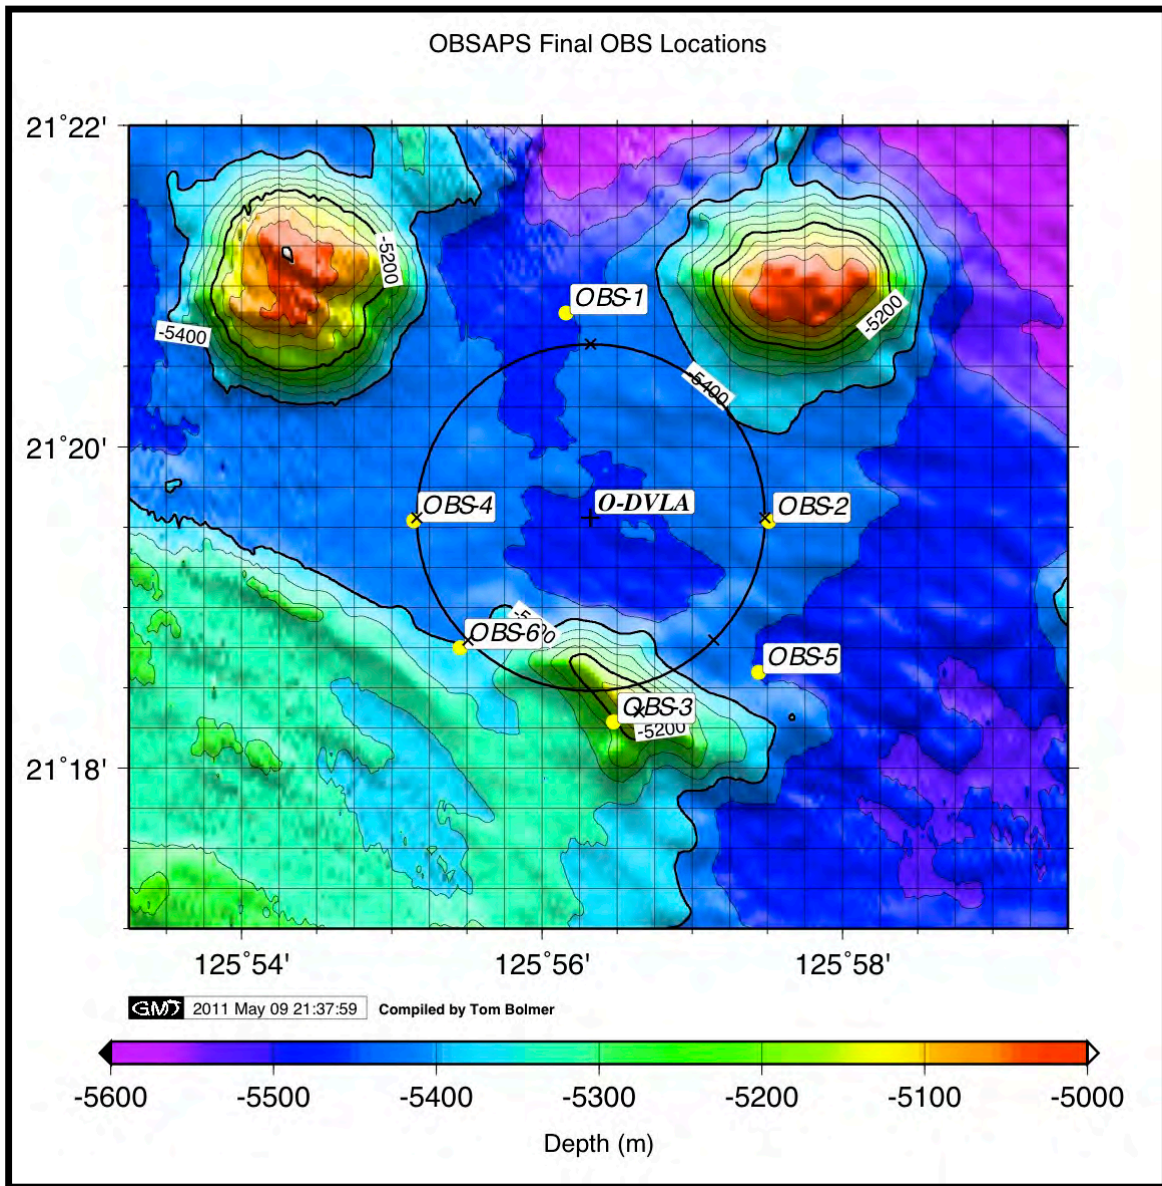 OBSAPS Final OBS Locations
21°22'
21°20'
21°18'
-5200
-5400
OBS-1
-5200
-5400
OBS-4
O-DVLA
OBS-2
OBS-6
OBS-5
OBS-3
-5200
125°54'
125°56'
125°58'
GMT 2011 May 09 21:37:59 Compiled by Tom Bolmer
-5600 -5500 -5400 -5300 -5200 -5100 -5000
Depth (m)